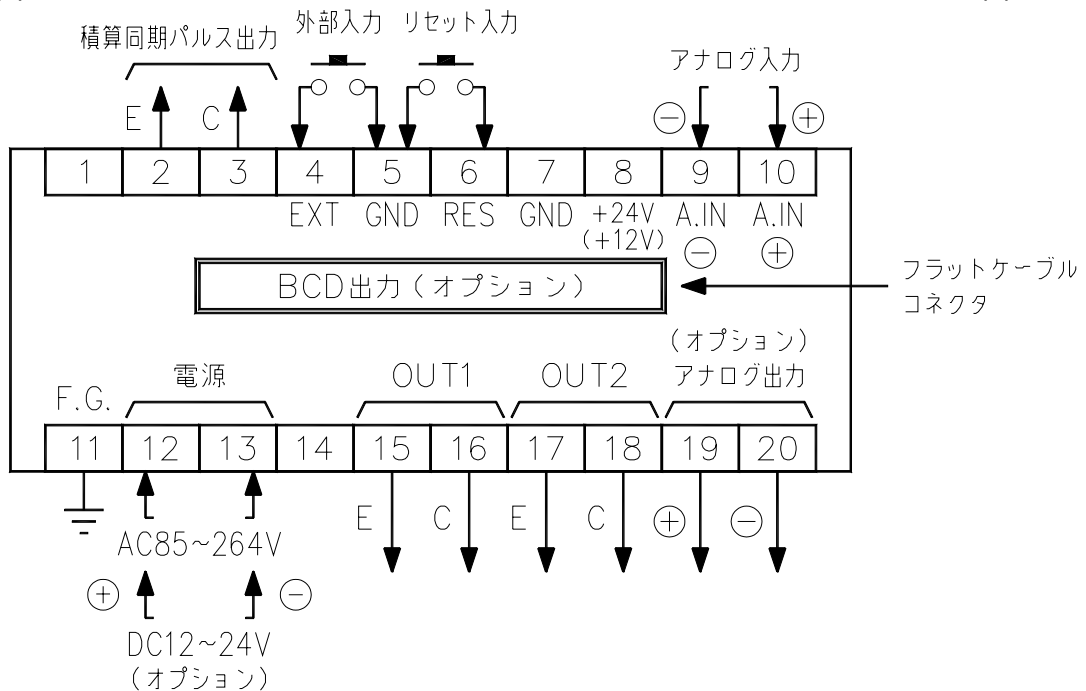 積算同期パルス出力
外部入力
リセット入力
アナログ入力
E
C
⊖
⊕
1 2 3 4 5 6 7 8 9 10
EXT GND RES GND +24V A.IN A.IN
(+12V)
⊖ ⊕
BCD出力(オプション)
フラットケーブル
コネクタ
(オプション)
F.G.
電源
OUT1
OUT2
アナログ出力
11 12 13 14 15 16 17 18 19 20
E C E C ⊕ ⊖
AC85~264V
⊕ ⊖
DC12~24V
(オプション)